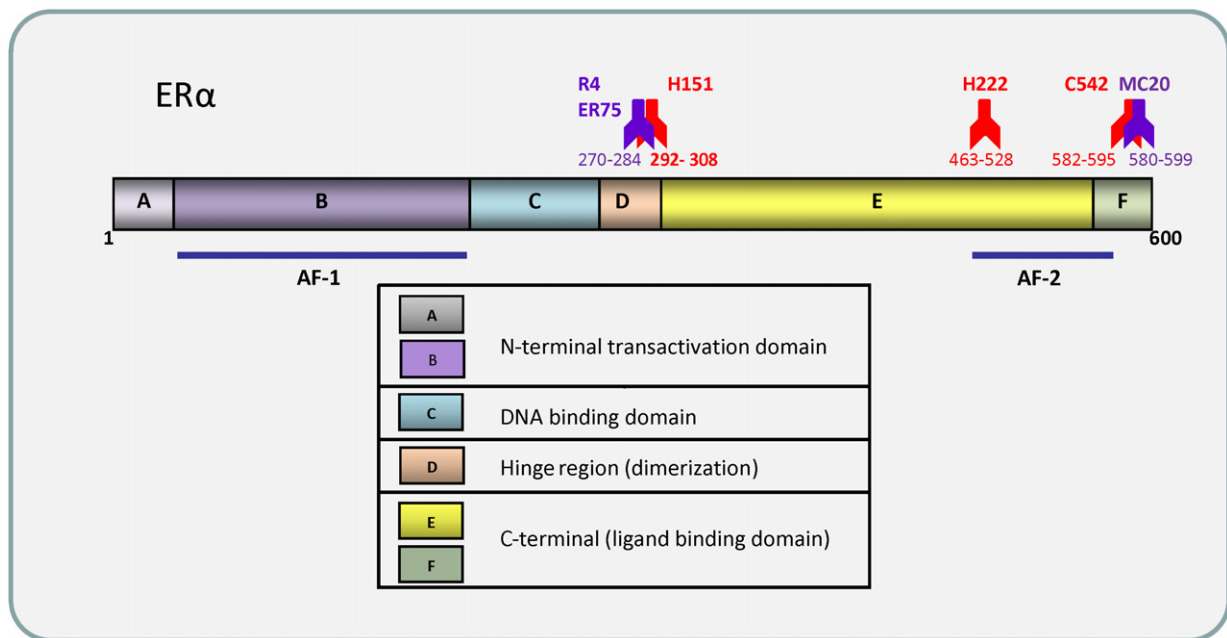 ERα
R4
ER75
H151
H222
C542
MC20
270-284
292- 308
463-528
582-595
580-599
A
B
C
D
E
F
1
600
AF-1
AF-2
A
B
N-terminal transactivation domain
C
DNA binding domain
D
Hinge region (dimerization)
E
F
C-terminal (ligand binding domain)